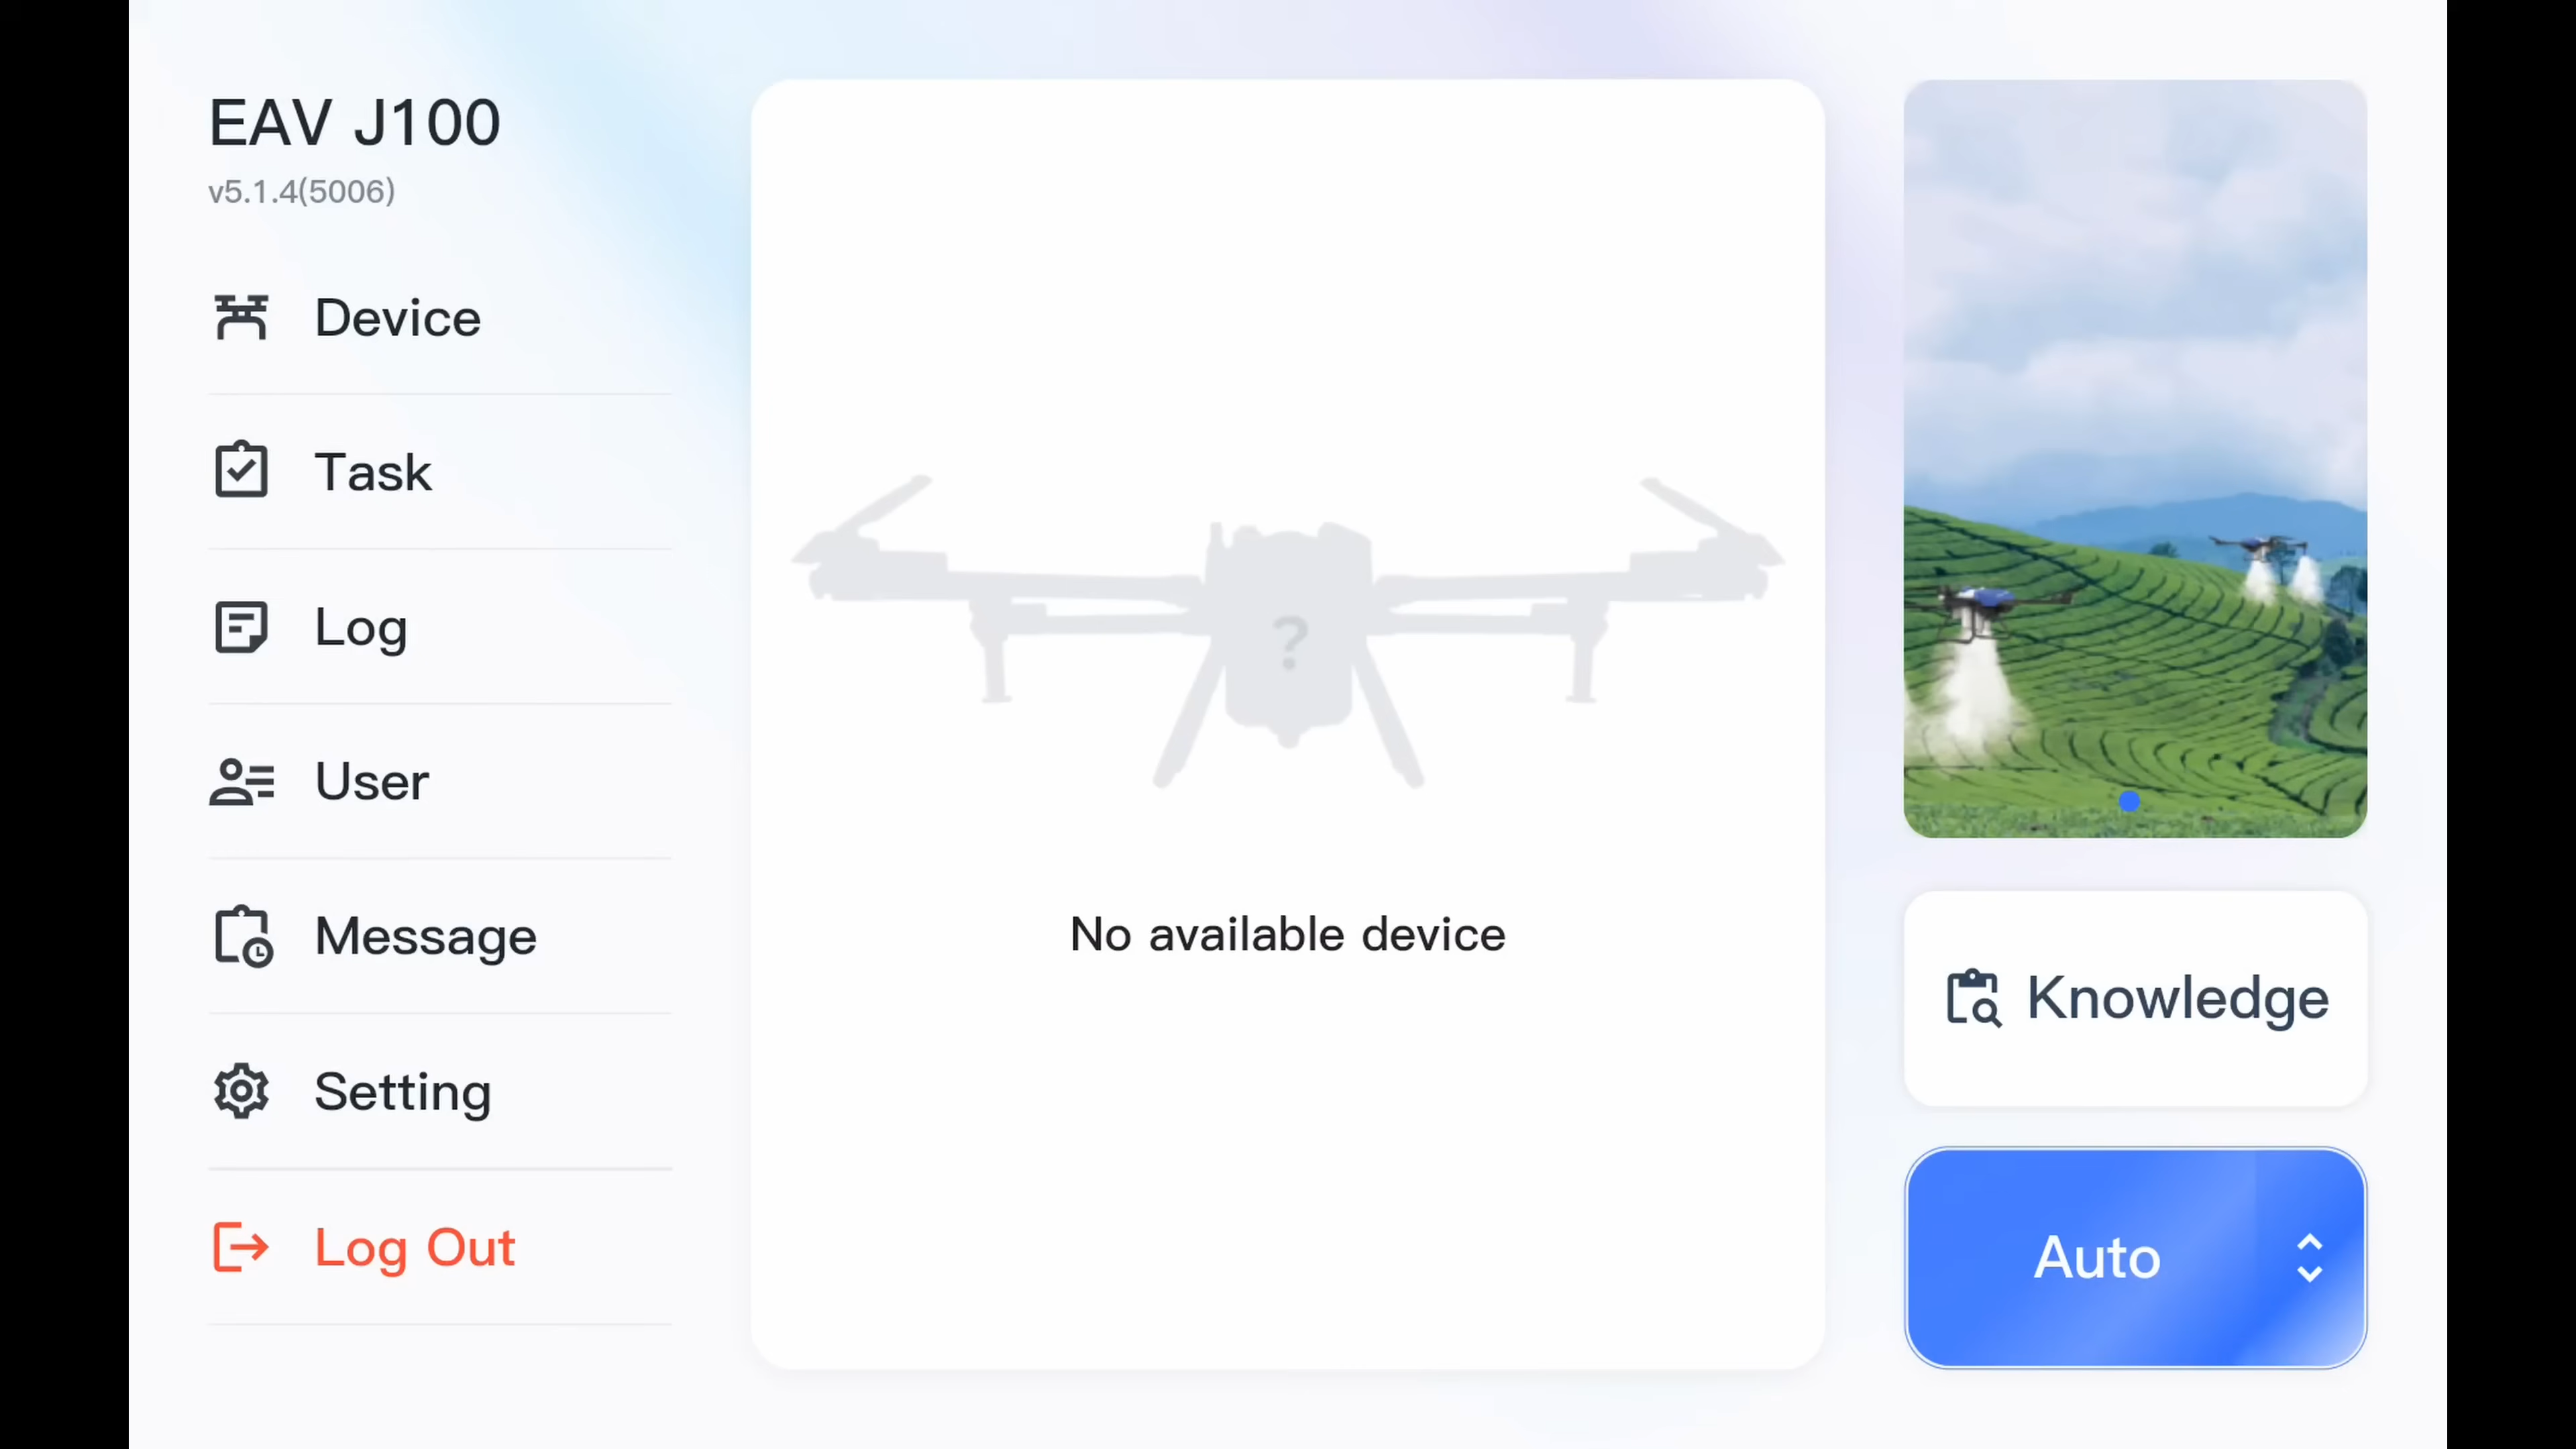 EAV J100
v5.1.4(5006)
Device
Task
Log
User
Message
Setting
Log Out
?
No available device
Knowledge
Auto